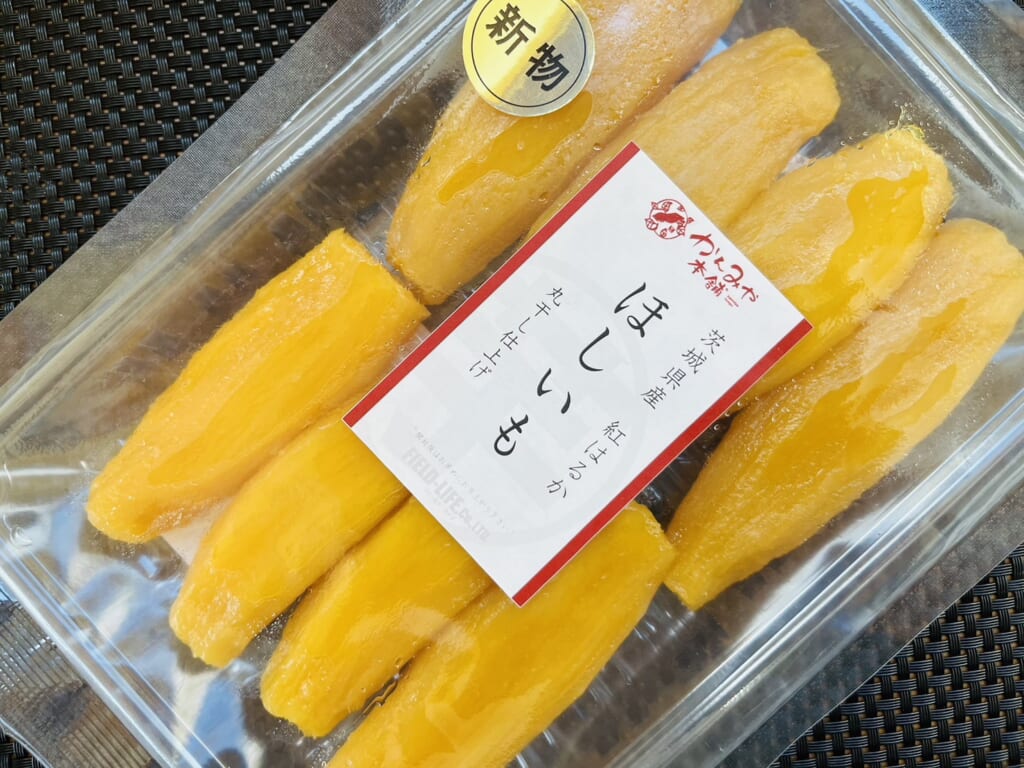 新物
かんみや
本舗
茨城県産 紅はるか
ほしいも
丸干し仕上げ
FIELD-LIFE Co.,LTD.